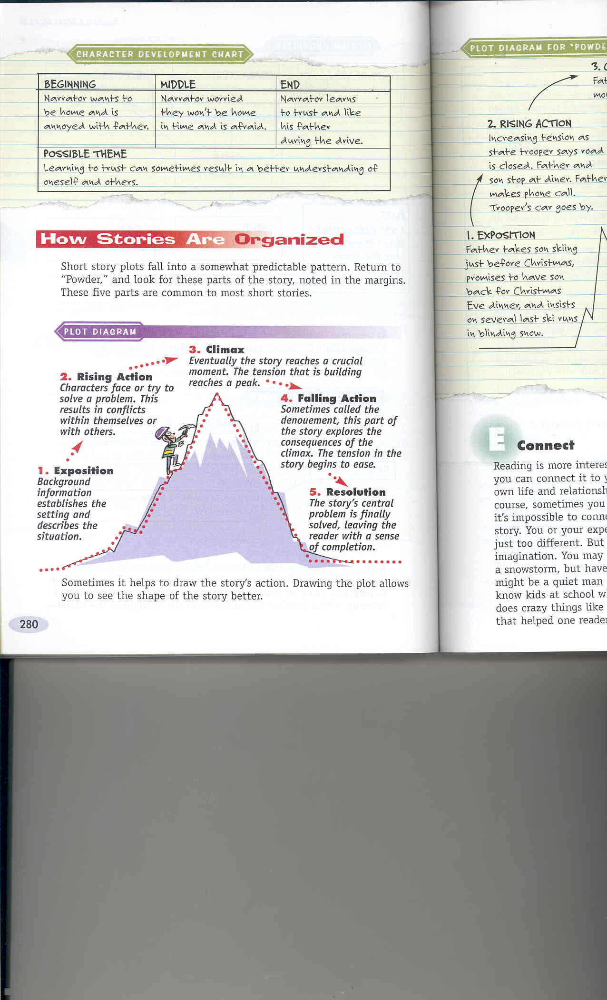 CHARACTER DEVELOPMENT CHART
BEGINNING
Narrator wants to
be home and is
annoyed with father.
MIDDLE
Narrator worried
they won't be home
in time and is afraid.
END
Narrator learns
to trust and like
his father
during the drive.
POSSIBLE THEME
Learning to trust can sometimes result in a better understanding of
oneself and others.
How Stories Are Organized
Short story plots fall into a somewhat predictable pattern. Return to
“Powder,” and look for these parts of the story, noted in the margins.
These five parts are common to most short stories.
PLOT DIAGRAM
3. Climax
Eventually the story reaches a crucial
moment. The tension that is building
reaches a peak.
2. Rising Action
Characters face or try to
solve a problem. This
results in conflicts
within themselves or
with others.
4. Falling Action
Sometimes called the
denouement, this part of
the story explores the
consequences of the
climax. The tension in the
story begins to ease.
1. Exposition
Background
information
establishes the
setting and
describes the
situation.
5. Resolution
The story's central
problem is finally
solved, leaving the
reader with a sense
of completion.
Sometimes it helps to draw the story's action. Drawing the plot allows
you to see the shape of the story better.
280
PLOT DIAGRAM FOR "POWDE
3.
Fat
mo
2. RISING ACTION
Increasing tension as
state trooper says road
is closed. Father and
son stop at diner. Father
makes phone call.
Trooper's car goes by.
1. EXPOSITION
Father takes son skiing
just before Christmas,
promises to have son
back for Christmas
Eve dinner, and insists
on several last ski runs
in blinding snow.
E Connect
Reading is more interes
you can connect it to
own life and relationsh
course, sometimes you
it's impossible to conne
story. You or your expe
just too different. But
imagination. You may
a snowstorm, but have
might be a quiet man
know kids at school w
does crazy things like
that helped one reader